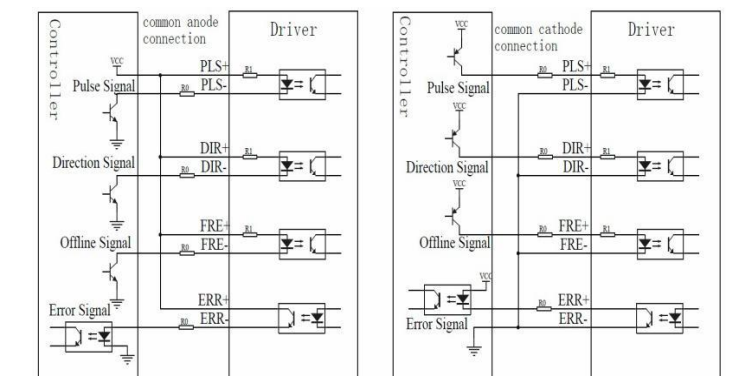 Controller
common anode
connection
Driver
VCC
PLS+
R1
Pulse Signal
PLS-
R0
DIR+
R1
Direction Signal
DIR-
R0
FRE+
R1
Offline Signal
FRE-
R0
ERR+
Error Signal
ERR-
R0
Controller
VCC
common cathode
connection
Driver
PLS+
R0
R1
Pulse Signal
PLS-
VCC
DIR+
R0
R1
Direction Signal
DIR-
VCC
FRE+
R0
R1
Offline Signal
FRE-
VCC
ERR+
R0
Error Signal
ERR-